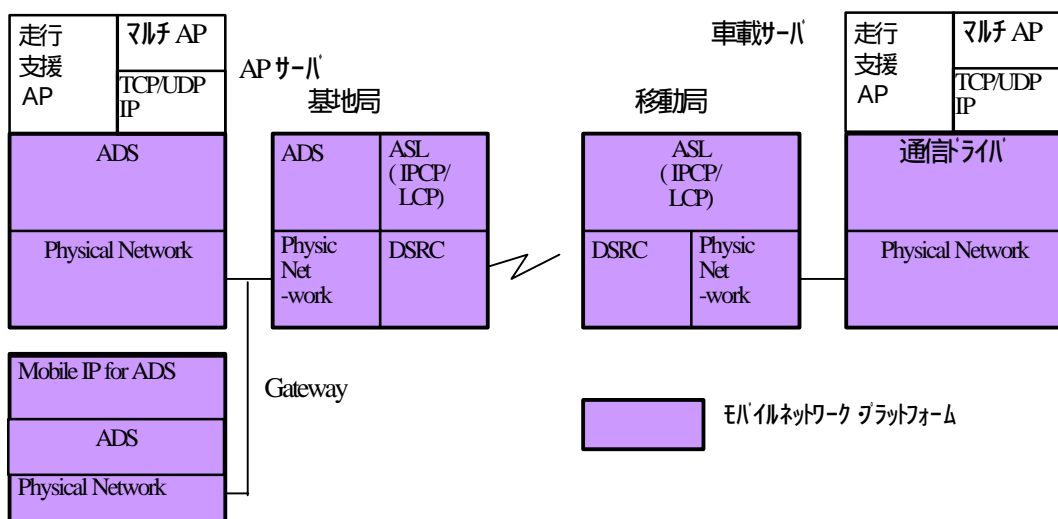 走行
支援
AP
マルチ AP
TCP/UDP
IP
ADS
Physical Network
APサーバ
基地局
ADS
ASL
( IPCP/
LCP)
Physic
Net
-work
DSRC
移動局
ASL
( IPCP/
LCP)
DSRC
Physic
Net
-work
車載サーバ
走行
支援
AP
マルチ AP
TCP/UDP
IP
通信ドライバ
Physical Network
Mobile IP for ADS
ADS
Physical Network
Gateway
モバイルネットワーク・プラットフォーム